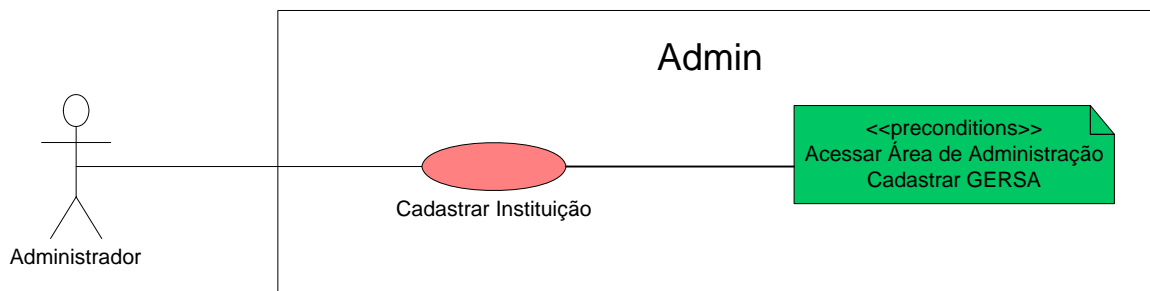 Admin
<<preconditions>>
Acessar Área de Administração
Cadastrar GERSA
Cadastrar Instituição
Administrador